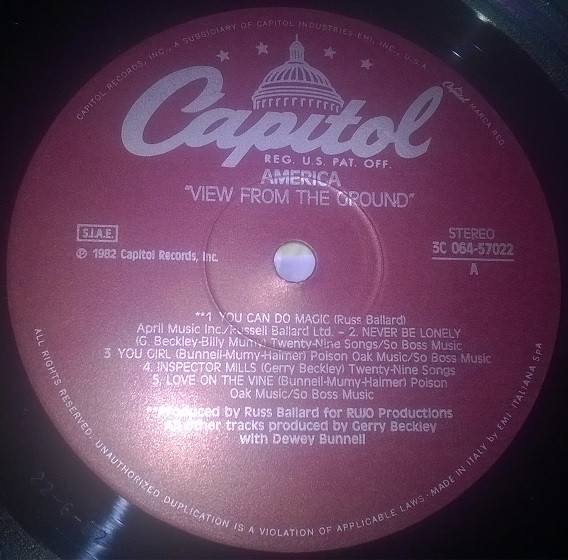 CAPITOL RECORDS, INC., A SUBSIDIARY OF CAPITOL INDUSTRIES-EMI, INC., U.S.A.
Capitol MARCA REG.
Capitol
REG. U.S. PAT. OFF.
AMERICA
"VIEW FROM THE GROUND"
S.I.A.E.
℗ 1982 Capitol Records, Inc.
STEREO
3C 064-57022
A
**1. YOU CAN DO MAGIC (Russ Ballard)
April Music Inc./Russell Ballard Ltd. – 2. NEVER BE LONELY
(G. Beckley-Billy Mumy) Twenty-Nine Songs/So Boss Music
3. YOU GIRL (Bunnell-Mumy-Haimer) Poison Oak Music/So Boss Music
4. INSPECTOR MILLS (Gerry Beckley) Twenty-Nine Songs
5. LOVE ON THE VINE (Bunnell-Mumy-Haimer) Poison
Oak Music/So Boss Music
**Produced by Russ Ballard for RUJO Productions
All other tracks produced by Gerry Beckley
with Dewey Bunnell
ALL RIGHTS RESERVED. UNAUTHORIZED DUPLICATION IS A VIOLATION OF APPLICABLE LAWS · MADE IN ITALY by EMI ITALIANA SPA